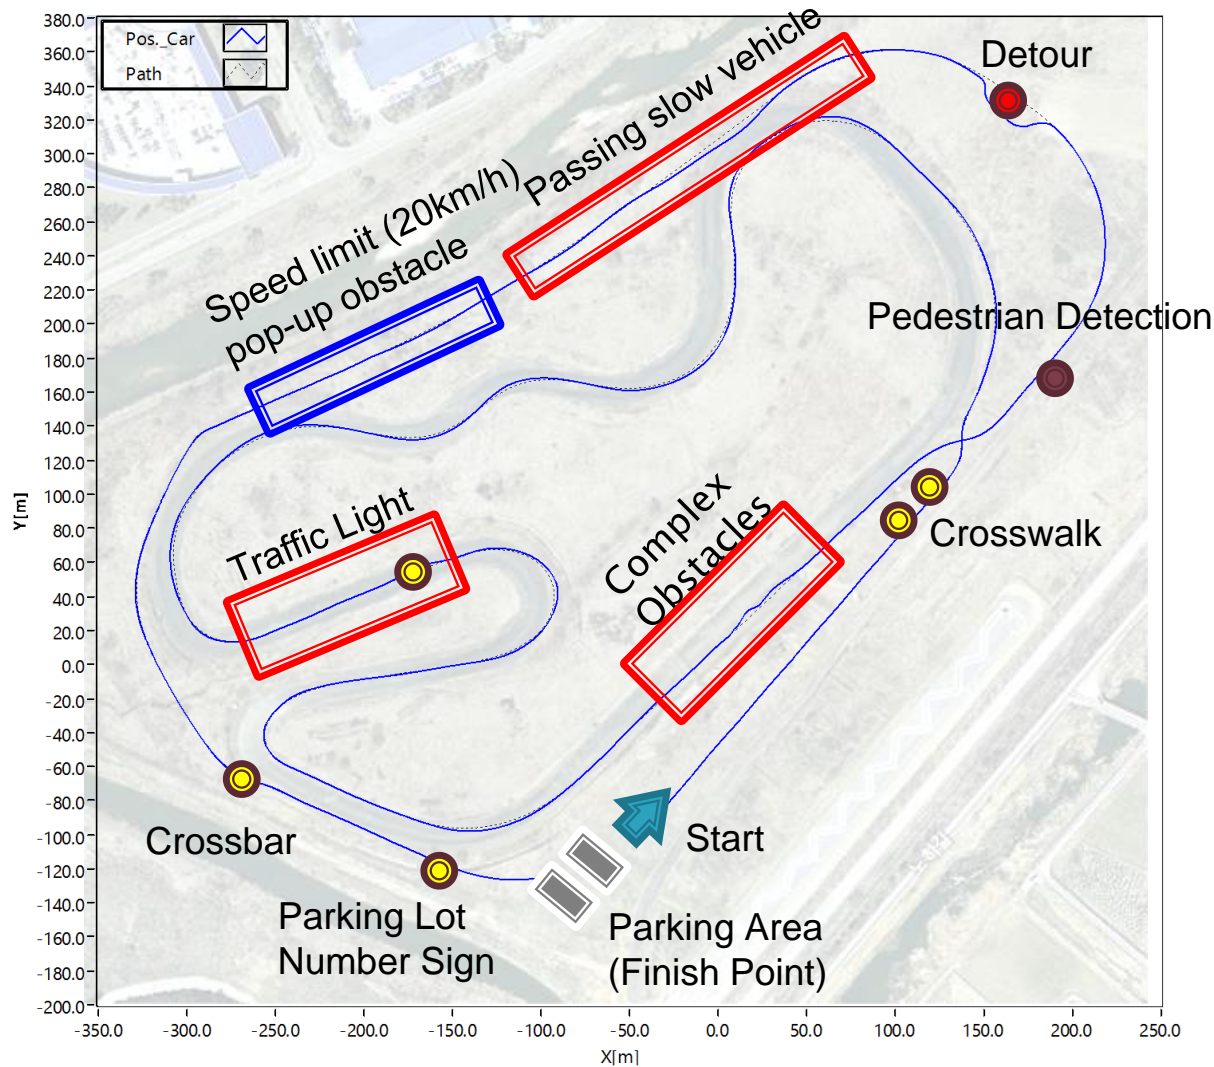 Pos._Car
Path
380.0
360.0
340.0
320.0
300.0
280.0
260.0
240.0
220.0
200.0
180.0
160.0
140.0
120.0
100.0
80.0
60.0
40.0
20.0
0.0
-20.0
-40.0
-60.0
-80.0
-100.0
-120.0
-140.0
-160.0
-180.0
-200.0
Y[m]
Passing slow vehicle
Detour
Speed limit (20km/h)
pop-up obstacle
Pedestrian Detection
Traffic Light
Complex
Obstacles
Crosswalk
Crossbar
Start
Parking Lot
Number Sign
Parking Area
(Finish Point)
-350.0 -300.0 -250.0 -200.0 -150.0 -100.0 -50.0 0.0 50.0 100.0 150.0 200.0 250.0
X[m]